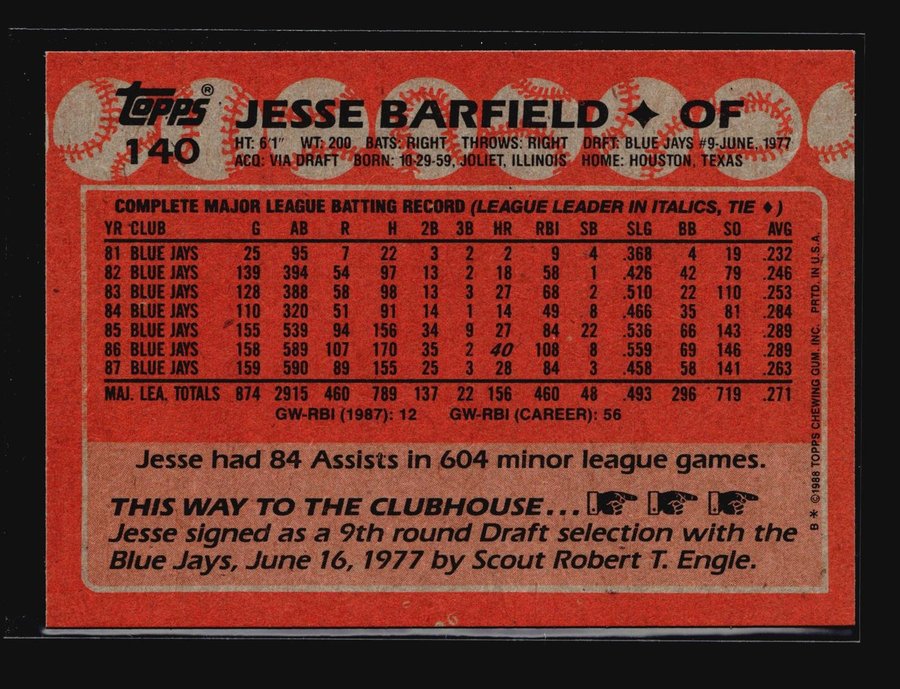 Topps® JESSE BARFIELD ✦ OF
140 HT: 6'1" WT: 200 BATS: RIGHT THROWS: RIGHT DRFT: BLUE JAYS #9-JUNE, 1977
ACQ: VIA DRAFT BORN: 10-29-59, JOLIET, ILLINOIS HOME: HOUSTON, TEXAS
COMPLETE MAJOR LEAGUE BATTING RECORD (LEAGUE LEADER IN ITALICS, TIE ♦)
YR CLUB G AB R H 2B 3B HR RBI SB SLG BB SO AVG
81 BLUE JAYS 25 95 7 22 3 2 2 9 4 .368 4 19 .232
82 BLUE JAYS 139 394 54 97 13 2 18 58 1 .426 42 79 .246
83 BLUE JAYS 128 388 58 98 13 3 27 68 2 .510 22 110 .253
84 BLUE JAYS 110 320 51 91 14 1 14 49 8 .466 35 81 .284
85 BLUE JAYS 155 539 94 156 34 9 27 84 22 .536 66 143 .289
86 BLUE JAYS 158 589 107 170 35 2 40 108 8 .559 69 146 .289
87 BLUE JAYS 159 590 89 155 25 3 28 84 3 .458 58 141 .263
MAJ. LEA. TOTALS 874 2915 460 789 137 22 156 460 48 .493 296 719 .271
GW-RBI (1987): 12 GW-RBI (CAREER): 56
Jesse had 84 Assists in 604 minor league games.
THIS WAY TO THE CLUBHOUSE...
Jesse signed as a 9th round Draft selection with the
Blue Jays, June 16, 1977 by Scout Robert T. Engle.
B * ©1988 TOPPS CHEWING GUM, INC. PRTD. IN U.S.A.